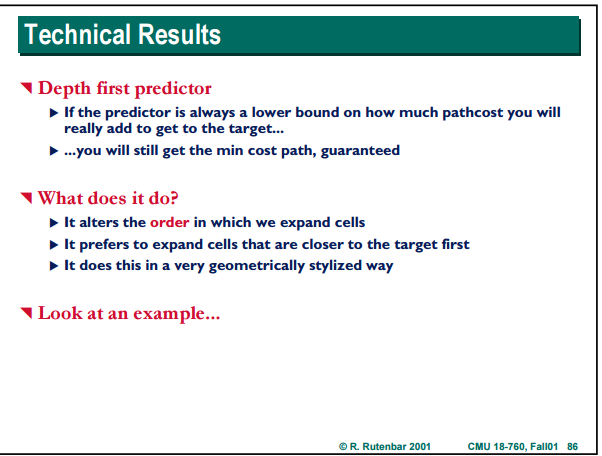 Technical Results
Depth first predictor
If the predictor is always a lower bound on how much pathcost you will
really add to get to the target...
...you will still get the min cost path, guaranteed
What does it do?
It alters the order in which we expand cells
It prefers to expand cells that are closer to the target first
It does this in a very geometrically stylized way
Look at an example...
© R. Rutenbar 2001 CMU 18-760, Fall01 86